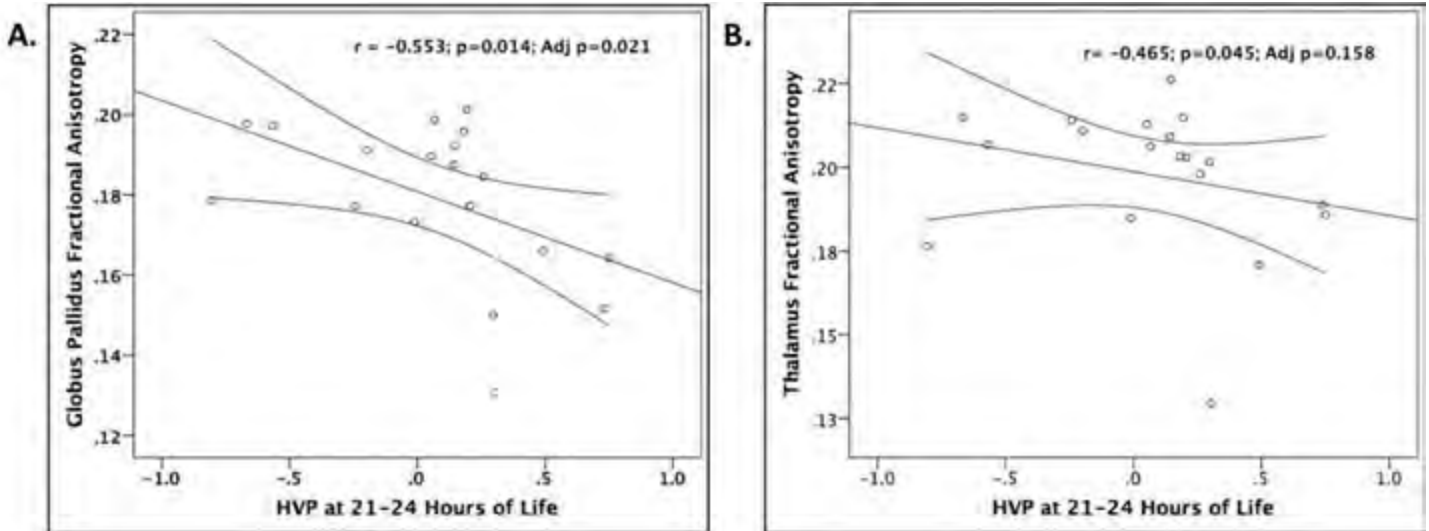 A.
r = -0.553; p=0.014; Adj p=0.021
Globus Pallidus Fractional Anisotropy
.22
.20
.18
.16
.14
.12
-1.0
-.5
.0
.5
1.0
HVP at 21-24 Hours of Life
B.
r= -0.465; p=0.045; Adj p=0.158
Thalamus Fractional Anisotropy
.22
.20
.18
.15
.13
-1.0
-.5
.0
.5
1.0
HVP at 21-24 Hours of Life